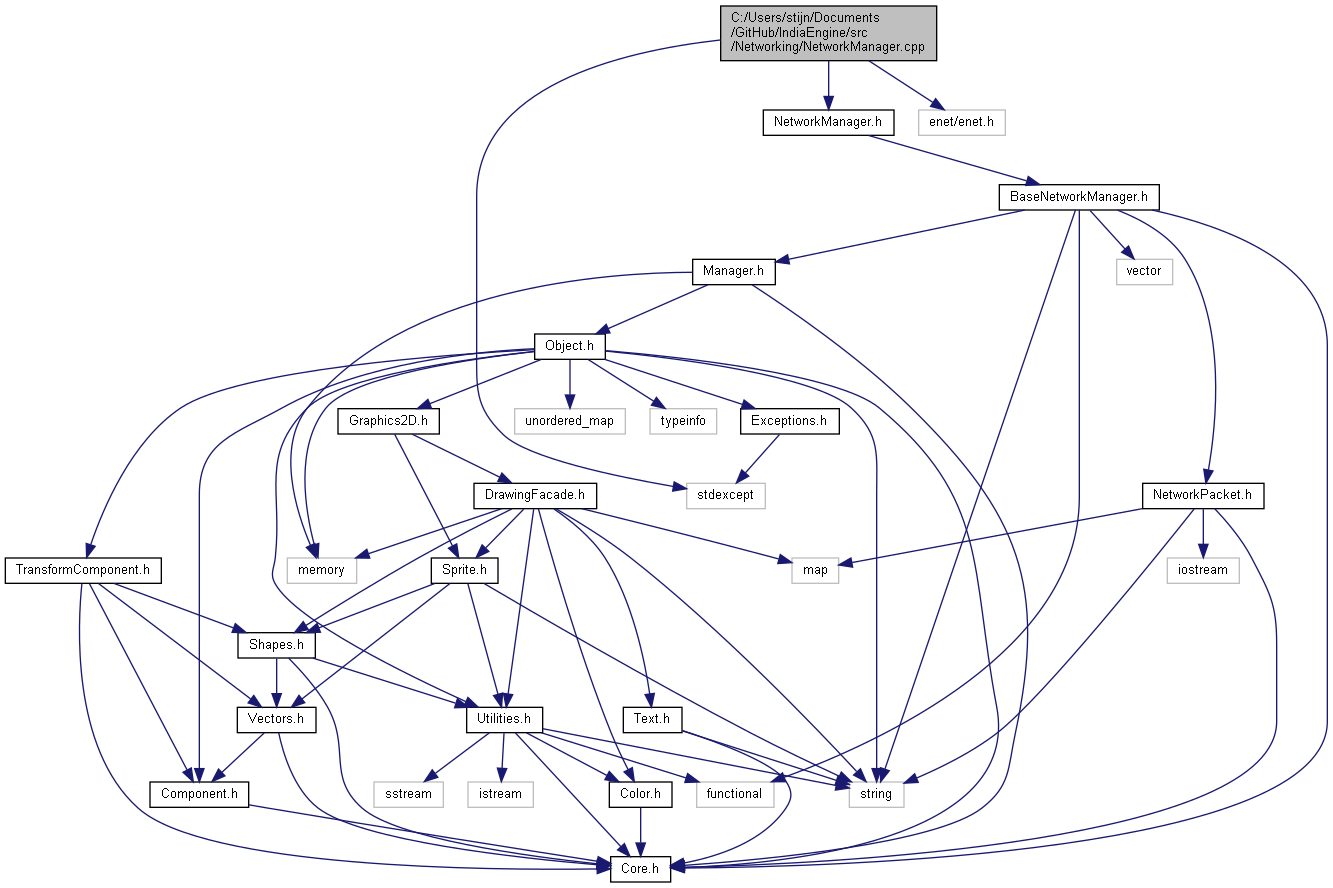 C:/Users/stijn/Documents
/GitHub/IndiaEngine/src
/Networking/NetworkManager.cpp
NetworkManager.h
enet/enet.h
BaseNetworkManager.h
Manager.h
vector
Object.h
Graphics2D.h
unordered_map
typeinfo
Exceptions.h
DrawingFacade.h
stdexcept
NetworkPacket.h
TransformComponent.h
memory
Sprite.h
map
iostream
Shapes.h
Vectors.h
Utilities.h
Text.h
Component.h
sstream
istream
Color.h
functional
string
Core.h